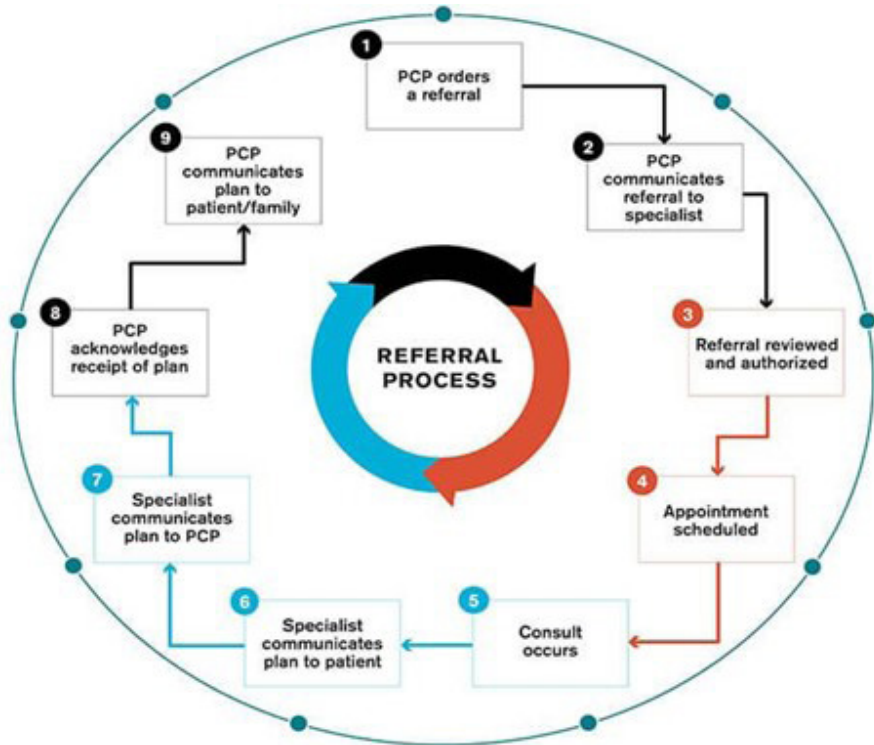 1
PCP orders
a referral
2
PCP
communicates
referral to
specialist
3
Referral reviewed
and authorized
4
Appointment
scheduled
5
Consult
occurs
6
Specialist
communicates
plan to patient
7
Specialist
communicates
plan to PCP
8
PCP
acknowledges
receipt of plan
9
PCP
communicates
plan to
patient/family
REFERRAL
PROCESS